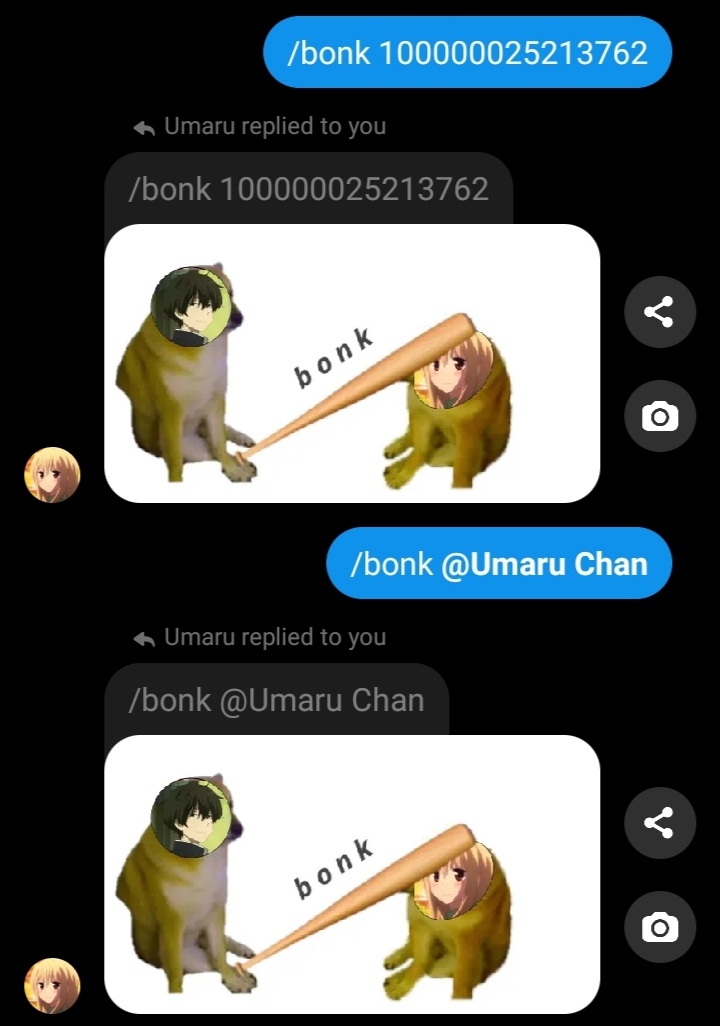 /bonk 100000025213762
Umaru replied to you
/bonk 100000025213762
bonk
/bonk @Umaru Chan
Umaru replied to you
/bonk @Umaru Chan
bonk